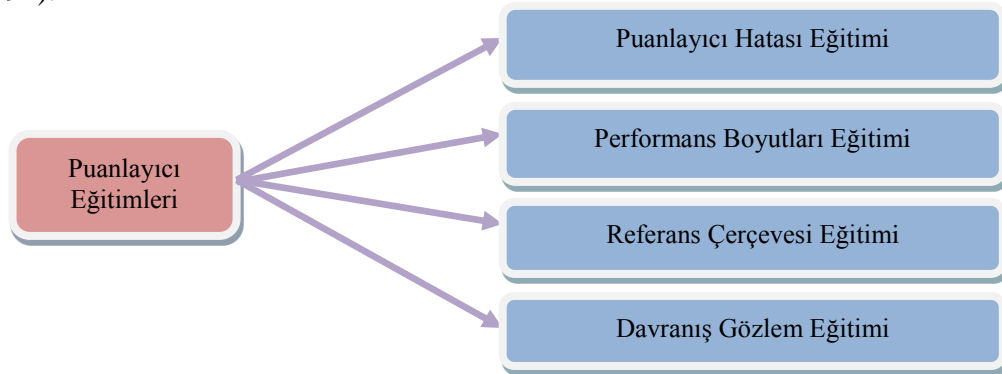 Puanlayıcı Hatası Eğitimi
Performans Boyutları Eğitimi
Puanlayıcı
Eğitimleri
Referans Çerçevesi Eğitimi
Davranış Gözlem Eğitimi